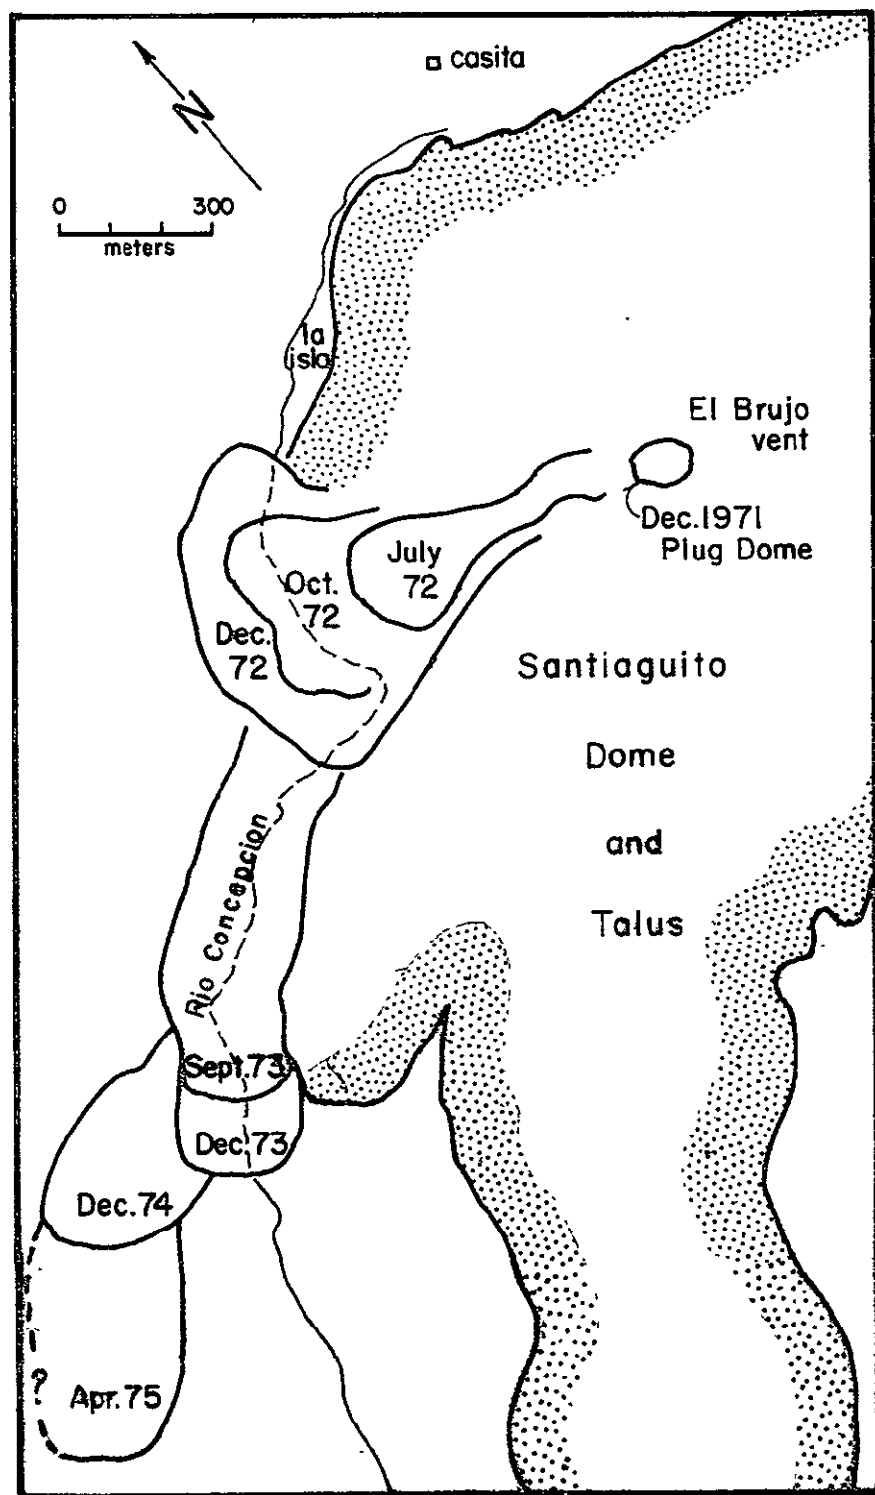 casita
N
0 300
meters
la
isla
El Brujo
vent
Dec. 1971
Plug Dome
July
72
Oct.
72
Dec.
72
Santiaguito
Dome
and
Talus
Rio Concepcion
Sept. 73
Dec. 73
Dec. 74
?
Apr. 75